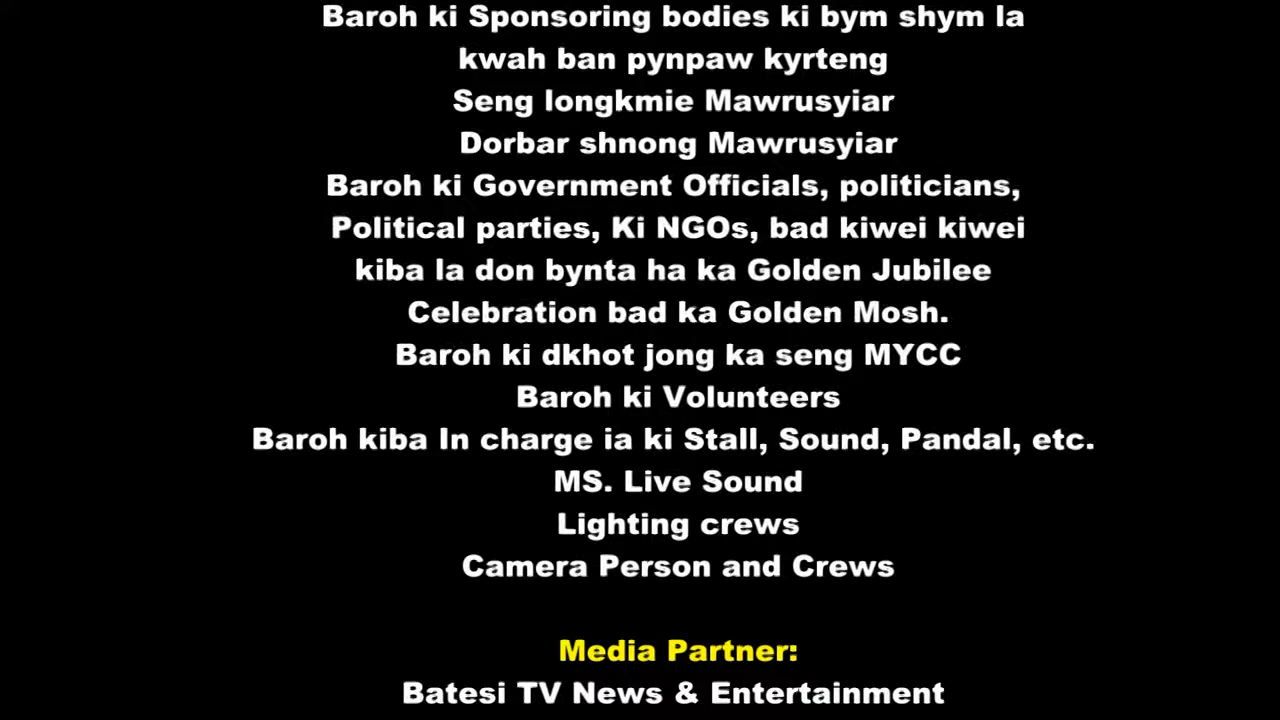 Baroh ki Sponsoring bodies ki bym shym la
kwah ban pynpaw kyrteng
Seng longkmie Mawrusyiar
Dorbar shnong Mawrusyiar
Baroh ki Government Officials, politicians,
Political parties, Ki NGOs, bad kiwei kiwei
kiba la don bynta ha ka Golden Jubilee
Celebration bad ka Golden Mosh.
Baroh ki dkhot jong ka seng MYCC
Baroh ki Volunteers
Baroh kiba In charge ia ki Stall, Sound, Pandal, etc.
MS. Live Sound
Lighting crews
Camera Person and Crews
Media Partner:
Batesi TV News & Entertainment